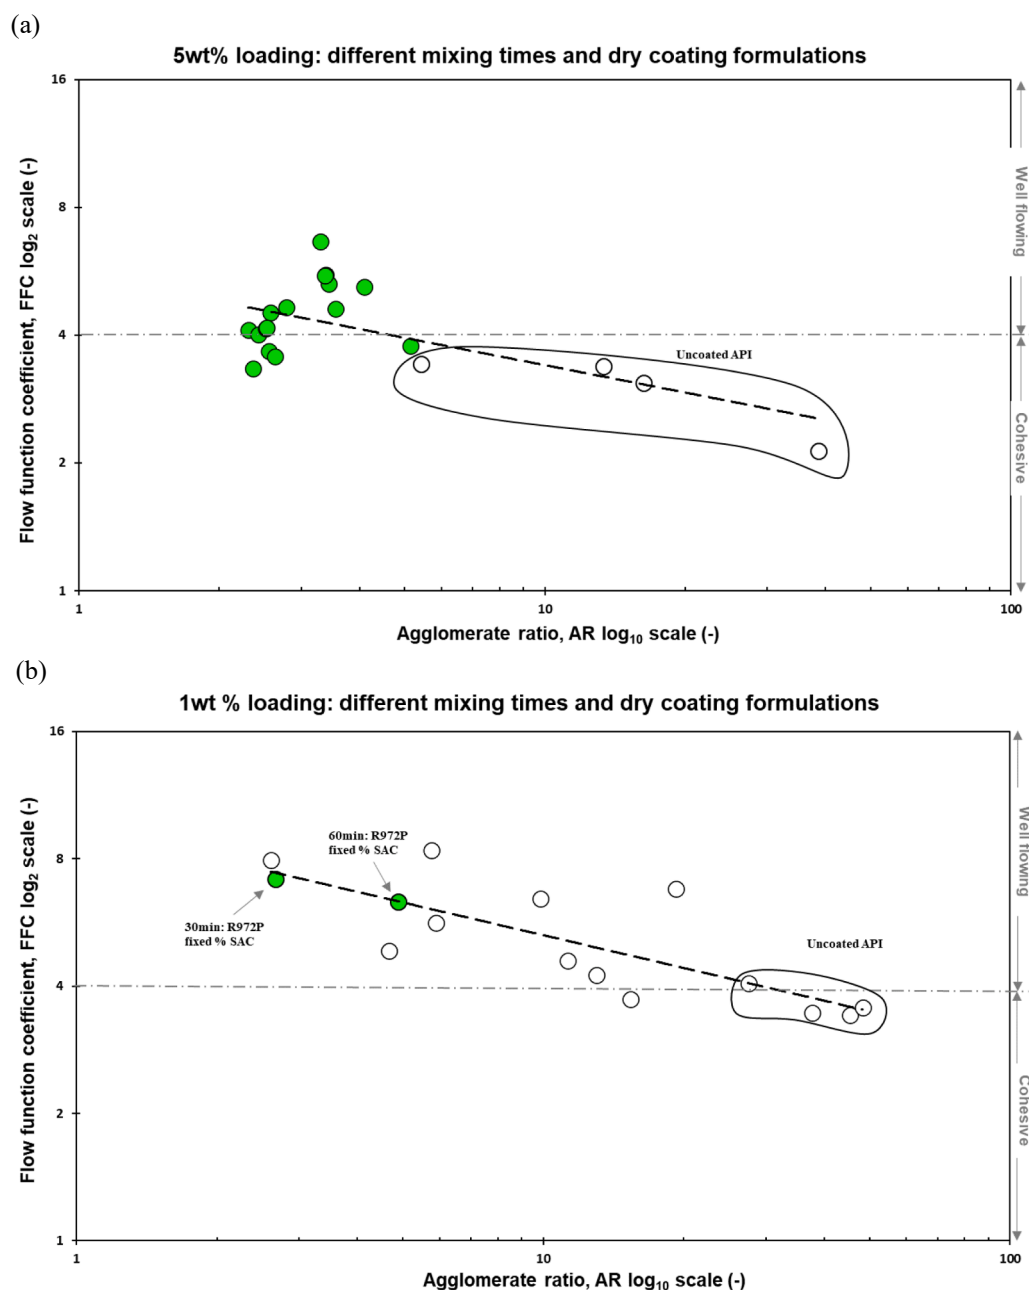 (a)
5wt% loading: different mixing times and dry coating formulations
16
8
4
2
1
Flow function coefficient, FFC log₂ scale (-)
Uncoated API
Well flowing
Cohesive
1
10
100
Agglomerate ratio, AR log₁₀ scale (-)
(b)
1wt % loading: different mixing times and dry coating formulations
16
8
4
2
1
Flow function coefficient, FFC log₂ scale (-)
60min: R972P
fixed % SAC
30min: R972P
fixed % SAC
Uncoated API
Well flowing
Cohesive
1
10
100
Agglomerate ratio, AR log₁₀ scale (-)